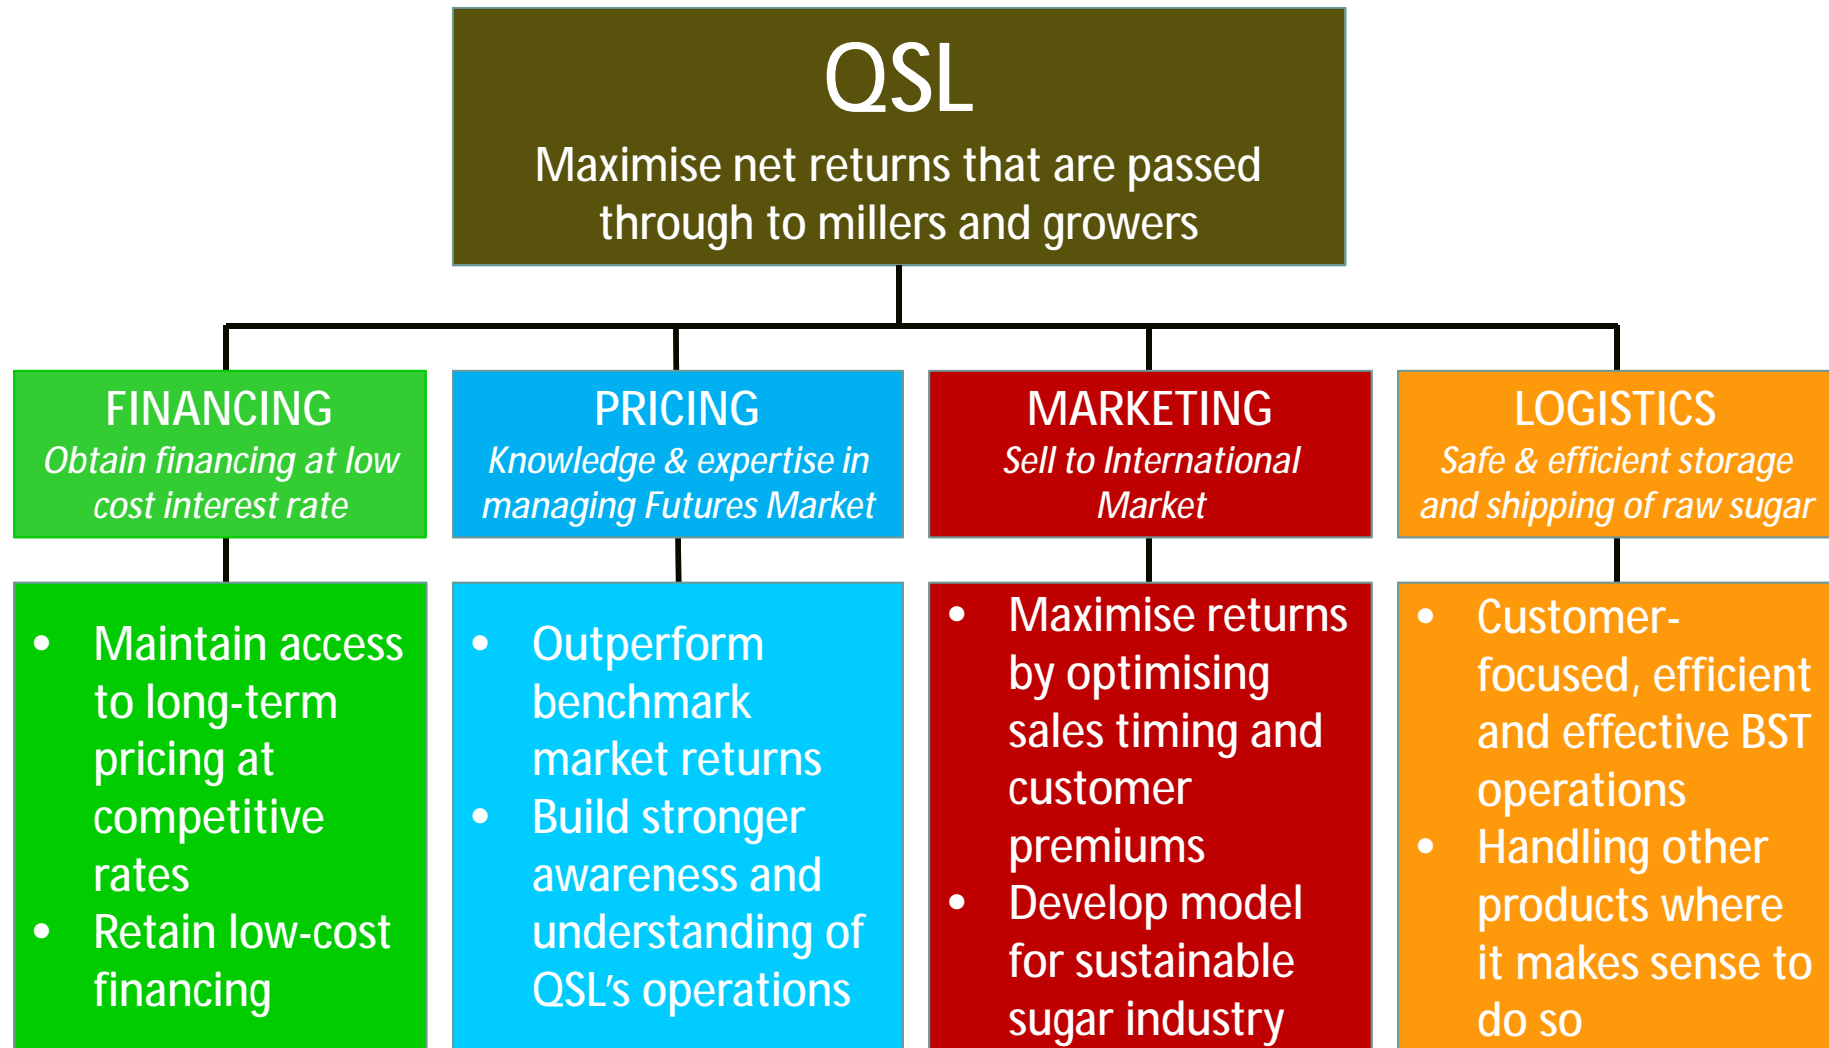 QSL
Maximise net returns that are passed
through to millers and growers
FINANCING
Obtain financing at low
cost interest rate
PRICING
Knowledge & expertise in
managing Futures Market
MARKETING
Sell to International
Market
LOGISTICS
Safe & efficient storage
and shipping of raw sugar
• Maintain access
to long-term
pricing at
competitive
rates
• Retain low-cost
financing
• Outperform
benchmark
market returns
• Build stronger
awareness and
understanding of
QSL's operations
• Maximise returns
by optimising
sales timing and
customer
premiums
• Develop model
for sustainable
sugar industry
• Customer-
focused, efficient
and effective BST
operations
• Handling other
products where
it makes sense to
do so